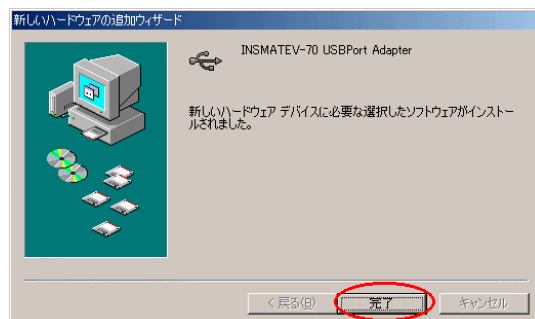 新しいハードウェアの追加ウィザード
INSMATEV-70 USBPort Adapter
新しいハードウェア デバイスに必要な選択したソフトウェアがインストー
ルされました。
< 戻る(B)
完了
キャンセル